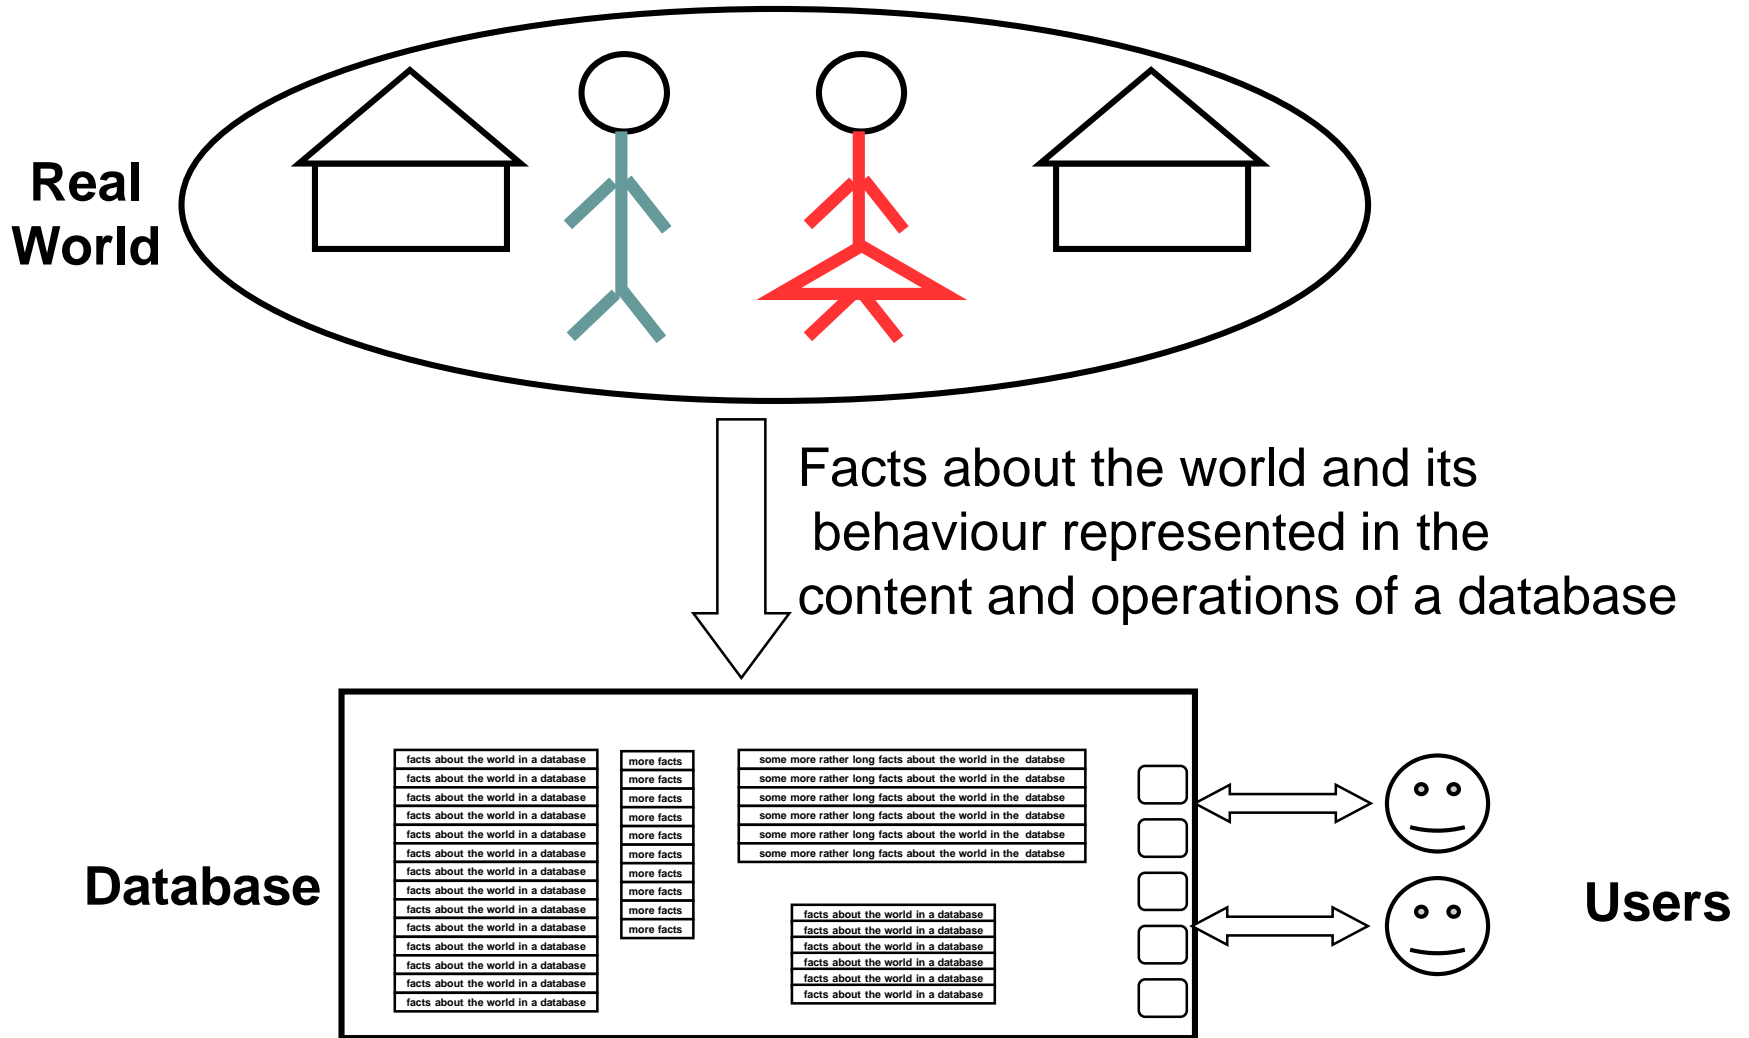 Real
World
Facts about the world and its
behaviour represented in the
content and operations of a database
Database
facts about the world in a database
facts about the world in a database
facts about the world in a database
facts about the world in a database
facts about the world in a database
facts about the world in a database
facts about the world in a database
facts about the world in a database
facts about the world in a database
facts about the world in a database
facts about the world in a database
facts about the world in a database
facts about the world in a database
facts about the world in a database
more facts
more facts
more facts
more facts
more facts
more facts
more facts
more facts
more facts
more facts
some more rather long facts about the world in the databse
some more rather long facts about the world in the databse
some more rather long facts about the world in the databse
some more rather long facts about the world in the databse
some more rather long facts about the world in the databse
some more rather long facts about the world in the databse
facts about the world in a database
facts about the world in a database
facts about the world in a database
facts about the world in a database
facts about the world in a database
facts about the world in a database
Users